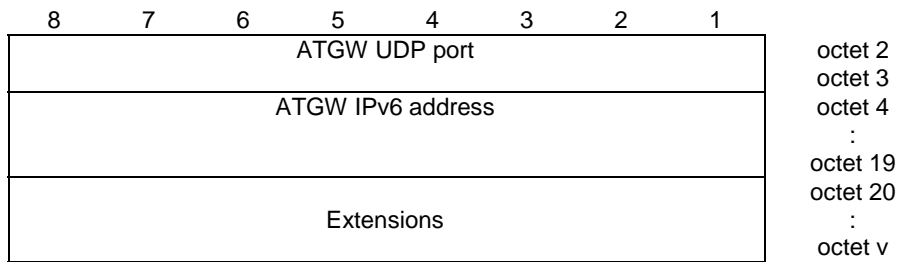 8 7 6 5 4 3 2 1
ATGW UDP port octet 2
octet 3
ATGW IPv6 address octet 4
:
octet 19
octet 20
Extensions :
octet v